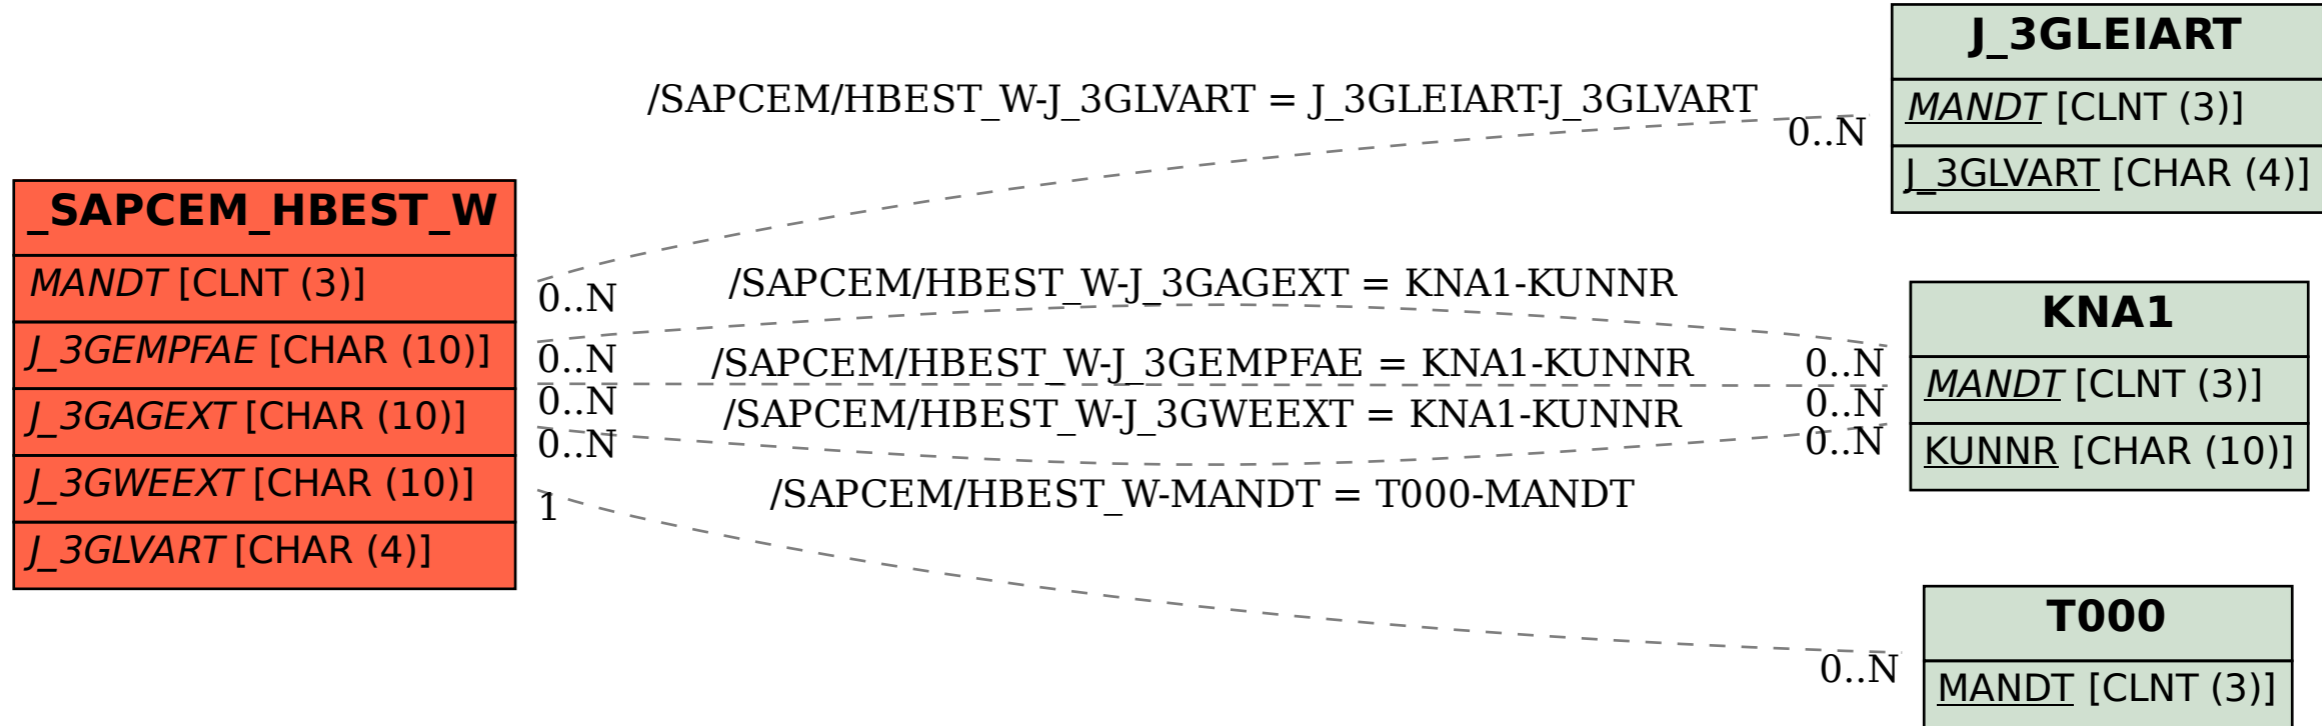 _SAPCEM_HBEST_W
MANDT [CLNT (3)]
J_3GEMPFAE [CHAR (10)]
J_3GAGEXT [CHAR (10)]
J_3GWEEXT [CHAR (10)]
J_3GLVART [CHAR (4)]
/SAPCEM/HBEST_W-J_3GLVART = J_3GLEIART-J_3GLVART
0..N
0..N
/SAPCEM/HBEST_W-J_3GAGEXT = KNA1-KUNNR
0..N
0..N
/SAPCEM/HBEST_W-J_3GEMPFAE = KNA1-KUNNR
0..N
0..N
/SAPCEM/HBEST_W-J_3GWEEXT = KNA1-KUNNR
0..N
0..N
/SAPCEM/HBEST_W-MANDT = T000-MANDT
1
0..N
J_3GLEIART
MANDT [CLNT (3)]
J_3GLVART [CHAR (4)]
KNA1
MANDT [CLNT (3)]
KUNNR [CHAR (10)]
T000
MANDT [CLNT (3)]